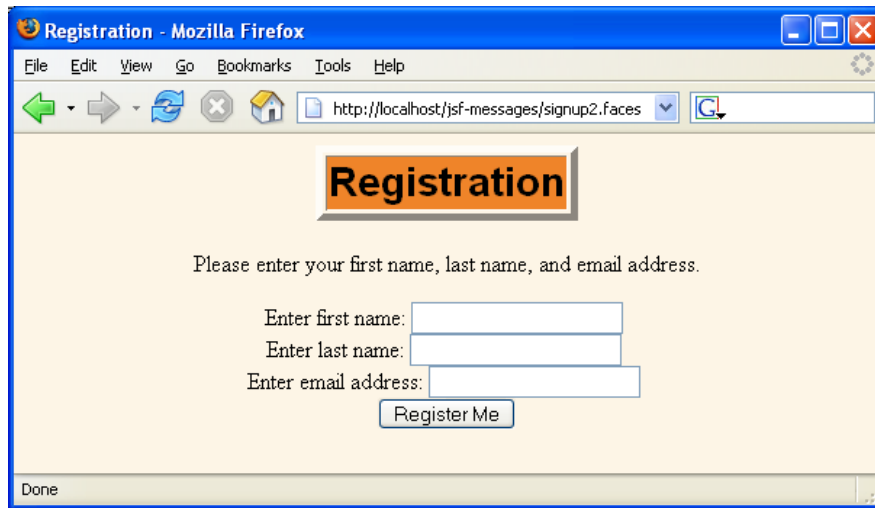 Registration - Mozilla Firefox
File Edit View Go Bookmarks Tools Help
http://localhost/jsf-messages/signup2.faces G
Registration
Please enter your first name, last name, and email address.
Enter first name:
Enter last name:
Enter email address:
Register Me
Done